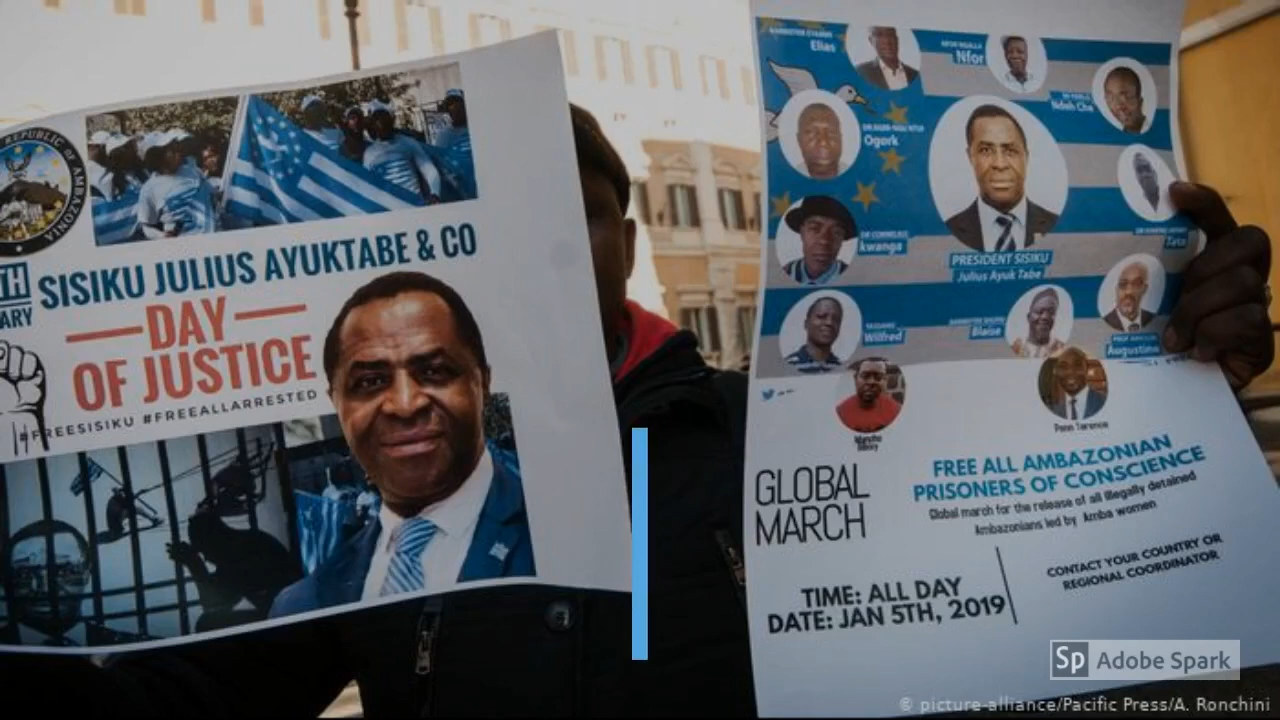 REPUBLIC OF AMBAZONIA
SISIKU JULIUS AYUKTABE & CO
DAY
OF JUSTICE
#FREESISIKU #FREEALLARRESTED
Elias
Nfor
Ndeh Che
Ogork
kwanga
Tata
PRESIDENT SISIKU
Julius Ayuk Tabe
Wilfred
Blaise
Augustine
Mancho
Bibixy
Penn Terence
GLOBAL
MARCH
FREE ALL AMBAZONIAN
PRISONERS OF CONSCIENCE
Global march for the release of all illegally detained
Ambazonians led by Amba women
TIME: ALL DAY
DATE: JAN 5TH, 2019
CONTACT YOUR COUNTRY OR
REGIONAL COORDINATOR
Sp Adobe Spark
© picture-alliance/Pacific Press/A. Ronchini